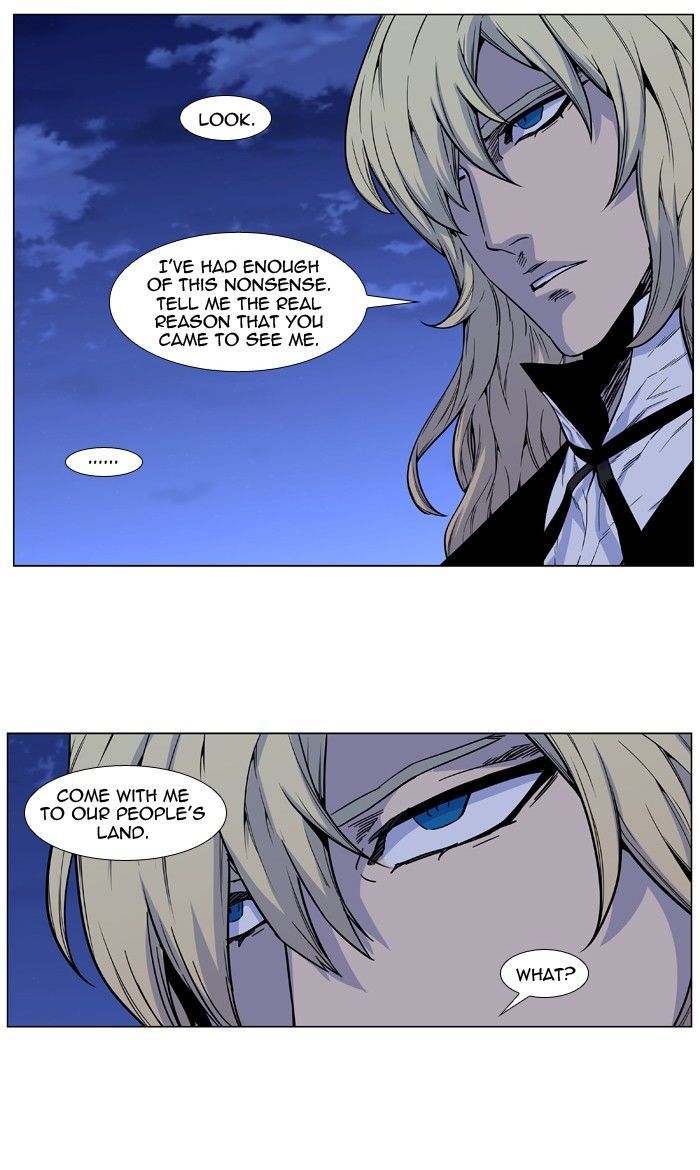 LOOK.
I'VE HAD ENOUGH
OF THIS NONSENSE.
TELL ME THE REAL
REASON THAT YOU
CAME TO SEE ME.
......
COME WITH ME
TO OUR PEOPLE'S
LAND.
WHAT?